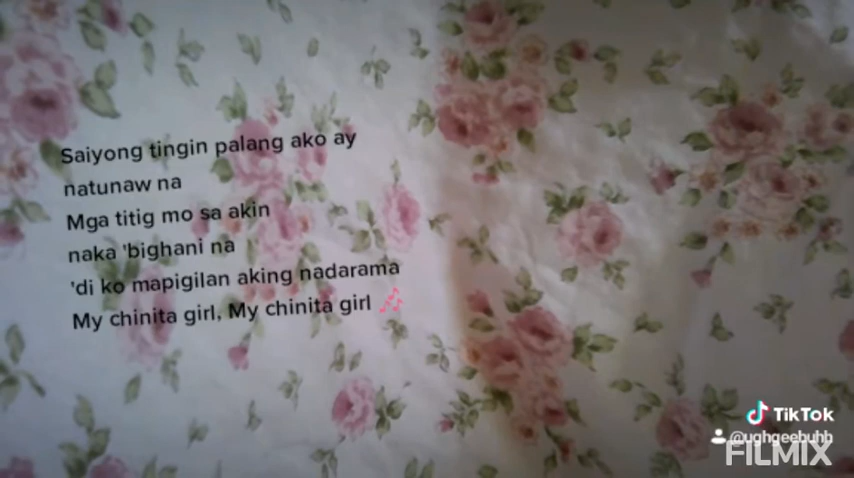 Saiyong tingin palang ako ay
natunaw na
Mga titig mo sa akin
naka 'bighani na
'di ko mapigilan aking nadarama
My chinita girl, My chinita girl 🎶
TikTok
@ughgeebuhh
FILMIX